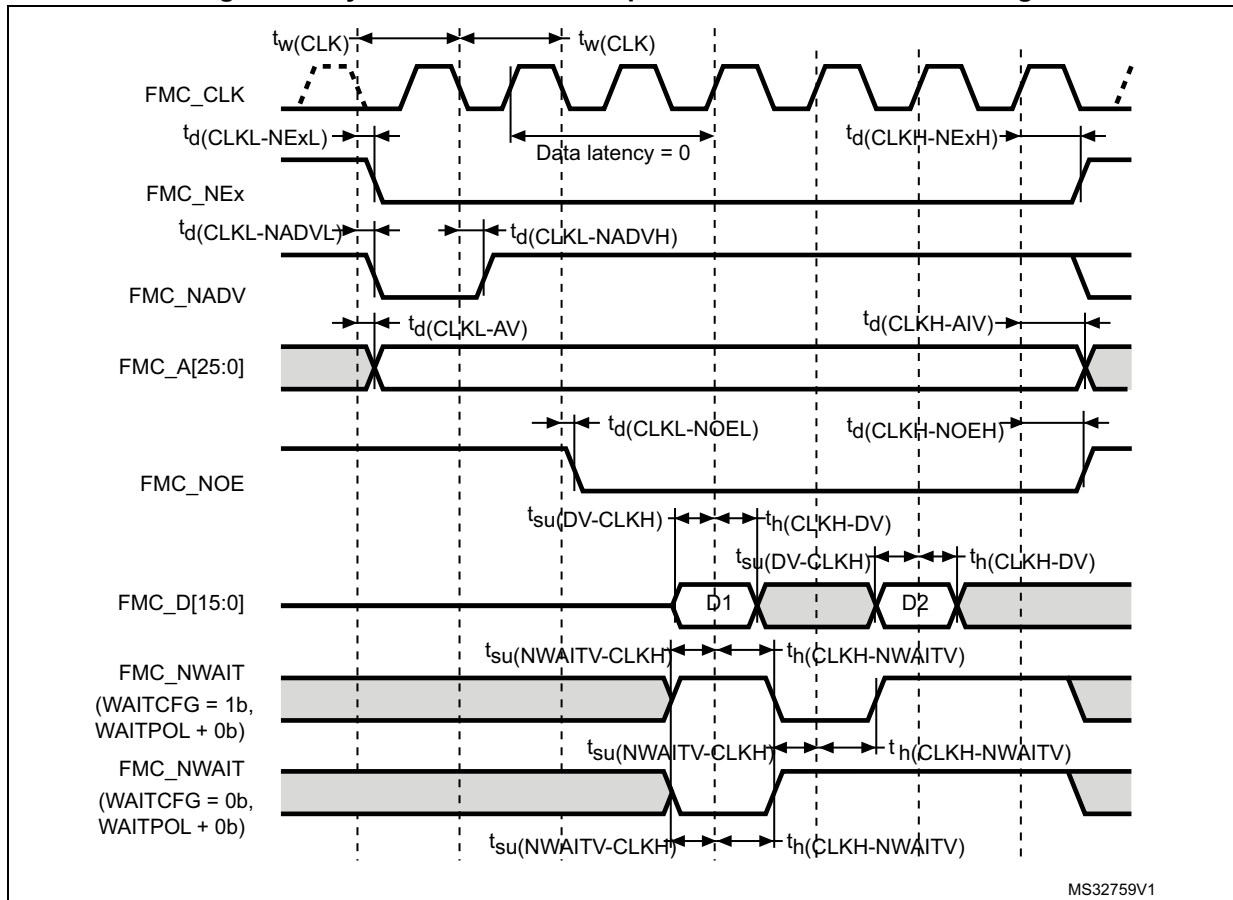 tw(CLK) tw(CLK)
FMC_CLK
td(CLKL-NExL) Data latency = 0 td(CLKH-NExH)
FMC_NEx
td(CLKL-NADVL) td(CLKL-NADVH)
FMC_NADV
td(CLKL-AV) td(CLKH-AIV)
FMC_A[25:0]
td(CLKL-NOEL) td(CLKH-NOEH)
FMC_NOE
tsu(DV-CLKH) th(CLKH-DV)
tsu(DV-CLKH) th(CLKH-DV)
FMC_D[15:0] D1 D2
tsu(NWAITV-CLKH) th(CLKH-NWAITV)
FMC_NWAIT
(WAITCFG = 1b,
WAITPOL + 0b)
tsu(NWAITV-CLKH) th(CLKH-NWAITV)
FMC_NWAIT
(WAITCFG = 0b,
WAITPOL + 0b)
tsu(NWAITV-CLKH) th(CLKH-NWAITV)
MS32759V1